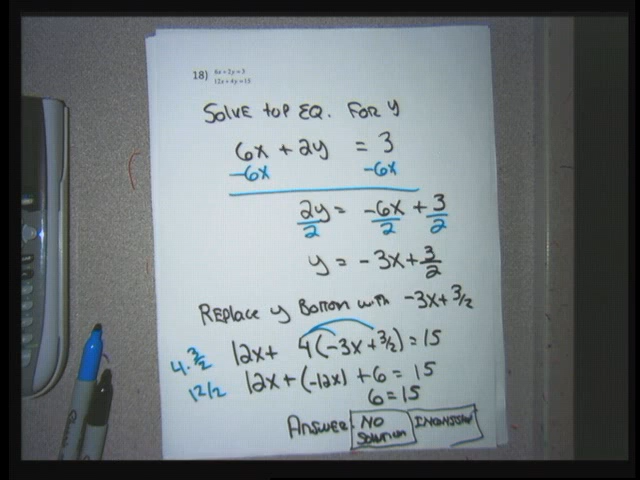 18) 6x + 2y = 3
12x + 4y = 15
SOLVE TOP EQ. FOR y
6x + 2y = 3
-6x -6x
2y = -6x + 3
2 2 2
y = -3x + 3/2
REPLACE y BOTTOM WITH -3x + 3/2
4 · 3/2 12x + 4(-3x + 3/2) = 15
12/2 12x + (-12x) + 6 = 15
6 = 15
ANSWER: NO SOLUTION